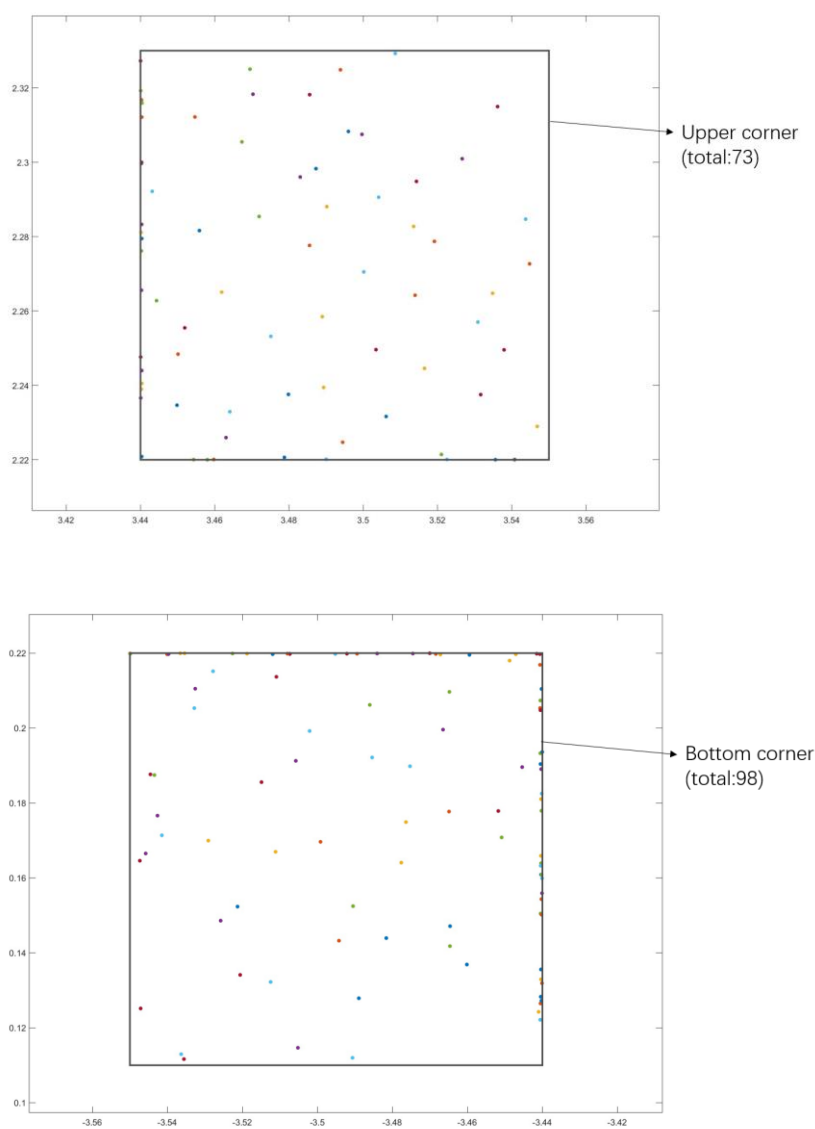 2.32
2.3
2.28
2.26
2.24
2.22
3.42 3.44 3.46 3.48 3.5 3.52 3.54 3.56
Upper corner
(total:73)
0.22
0.2
0.18
0.16
0.14
0.12
0.1
-3.56 -3.54 -3.52 -3.5 -3.48 -3.46 -3.44 -3.42
Bottom corner
(total:98)